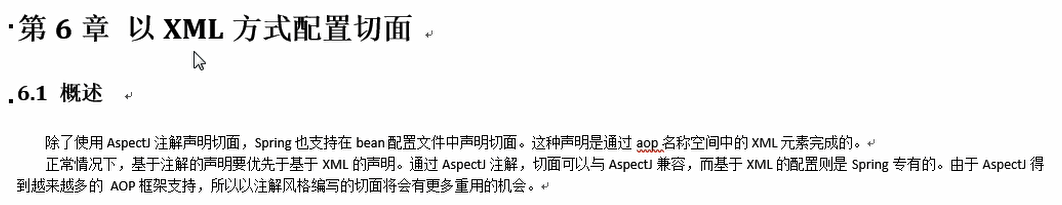 第 6 章 以 XML 方式配置切面
6.1 概述
除了使用 AspectJ 注解声明切面，Spring 也支持在 bean 配置文件中声明切面。这种声明是通过 aop 名称空间中的 XML 元素完成的。
正常情况下，基于注解的声明要优先于基于 XML 的声明。通过 AspectJ 注解，切面可以与 AspectJ 兼容，而基于 XML 的配置则是 Spring 专有的。由于 AspectJ 得
到越来越多的 AOP 框架支持，所以以注解风格编写的切面将会有更多重用的机会。